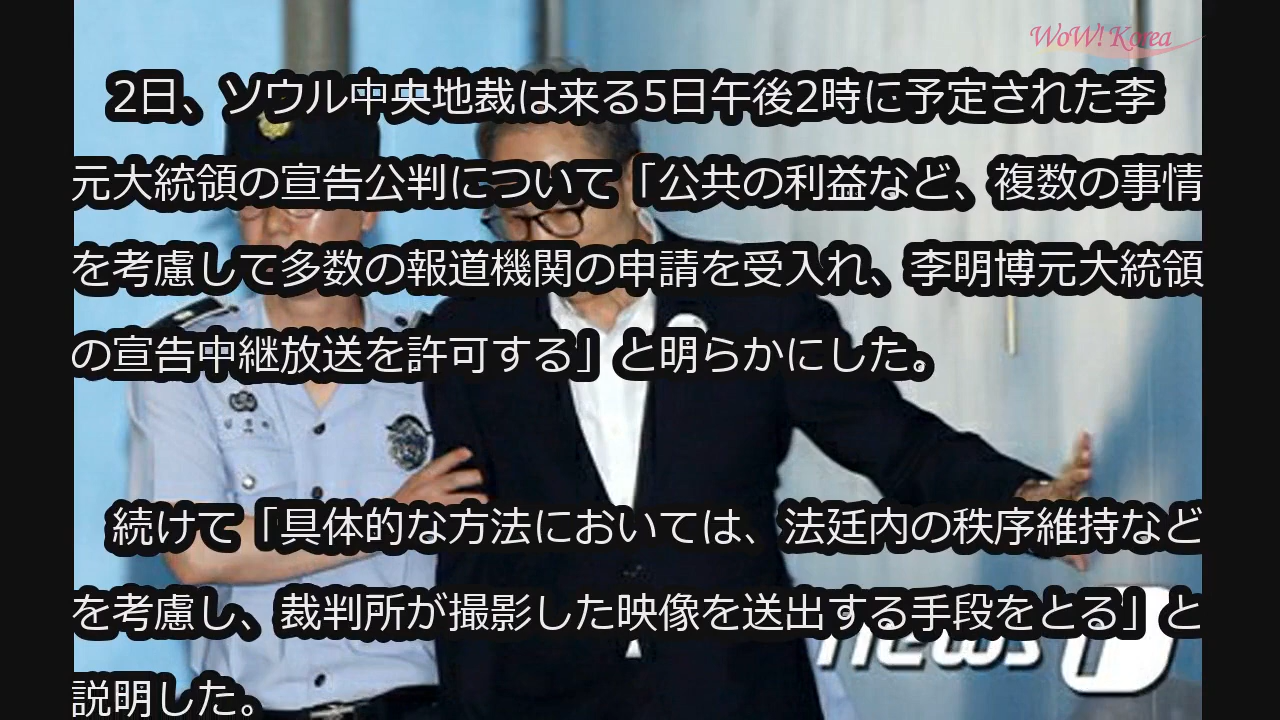 WoW! Korea
2日、ソウル中央地裁は来る5日午後2時に予定された李
元大統領の宣告公判について「公共の利益など、複数の事情
を考慮して多数の報道機関の申請を受入れ、李明博元大統領
の宣告中継放送を許可する」と明らかにした。
続けて「具体的な方法においては、法廷内の秩序維持など
を考慮し、裁判所が撮影した映像を送出する手段をとる」と
説明した。
news1